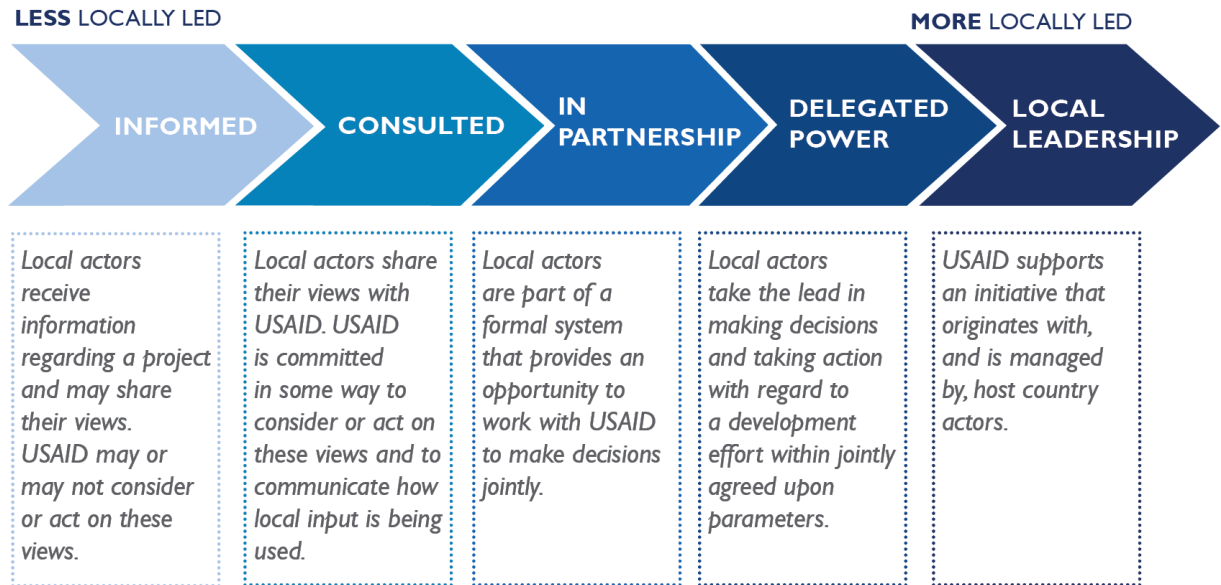 LESS LOCALLY LED
MORE LOCALLY LED
INFORMED
CONSULTED
IN
PARTNERSHIP
DELEGATED
POWER
LOCAL
LEADERSHIP
Local actors
receive
information
regarding a project
and may share
their views.
USAID may or
may not consider
or act on these
views.
Local actors share
their views with
USAID. USAID
is committed
in some way to
consider or act on
these views and to
communicate how
local input is being
used.
Local actors
are part of a
formal system
that provides an
opportunity to
work with USAID
to make decisions
jointly.
Local actors
take the lead in
making decisions
and taking action
with regard to
a development
effort within jointly
agreed upon
parameters.
USAID supports
an initiative that
originates with,
and is managed
by, host country
actors.